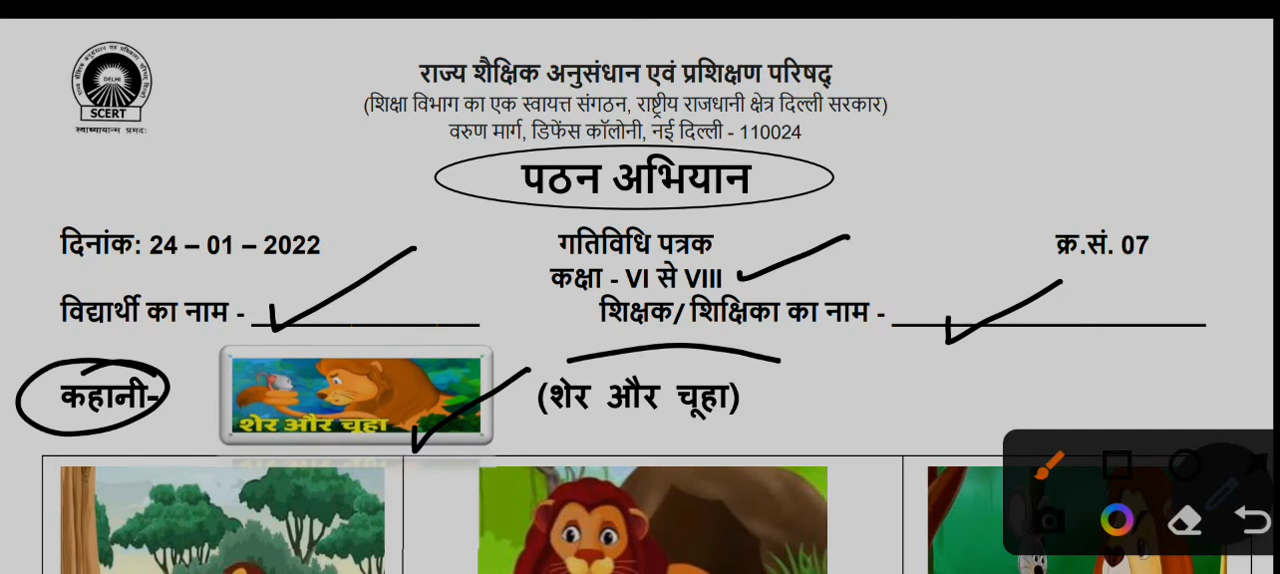 राज्य शैक्षिक अनुसंधान एवं प्रशिक्षण परिषद्
(शिक्षा विभाग का एक स्वायत्त संगठन, राष्ट्रीय राजधानी क्षेत्र दिल्ली सरकार)
वरुण मार्ग, डिफेंस कॉलोनी, नई दिल्ली - 110024
DELHI
SCERT
पठन अभियान
दिनांक: 24 – 01 – 2022 गतिविधि पत्रक क्र.सं. 07
कक्षा - VI से VIII
विद्यार्थी का नाम - शिक्षक/ शिक्षिका का नाम -
कहानी- (शेर और चूहा)
शेर और चूहा